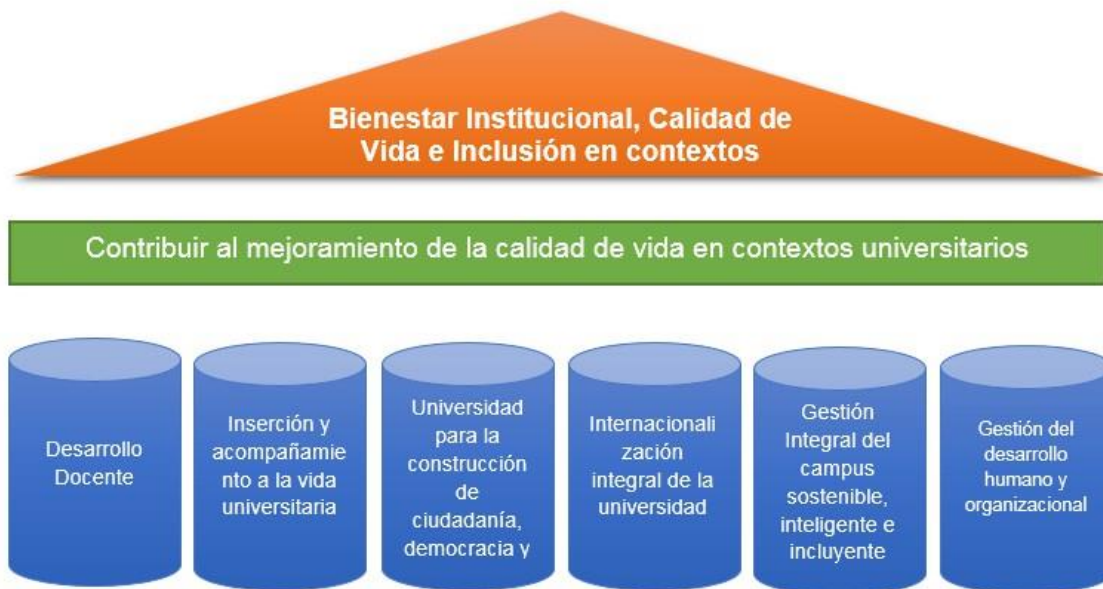 Bienestar Institucional, Calidad de
Vida e Inclusión en contextos
Contribuir al mejoramiento de la calidad de vida en contextos universitarios
Desarrollo
Docente
Inserción y
acompañamie
nto a la vida
universitaria
Universidad
para la
construcción
de
ciudadanía,
democracia y
Internacionali
zación
integral de la
universidad
Gestión
Integral del
campus
sostenible,
inteligente e
incluyente
Gestión del
desarrollo
humano y
organizacional